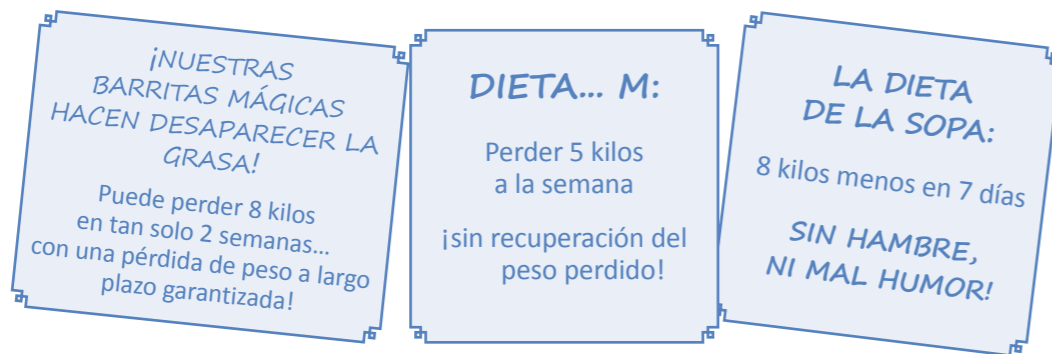 ¡NUESTRAS
BARRITAS MÁGICAS
HACEN DESAPARECER LA
GRASA!
Puede perder 8 kilos
en tan solo 2 semanas...
con una pérdida de peso a largo
plazo garantizada!
DIETA... M:
Perder 5 kilos
a la semana
¡sin recuperación del
peso perdido!
LA DIETA
DE LA SOPA:
8 kilos menos en 7 días
SIN HAMBRE,
NI MAL HUMOR!